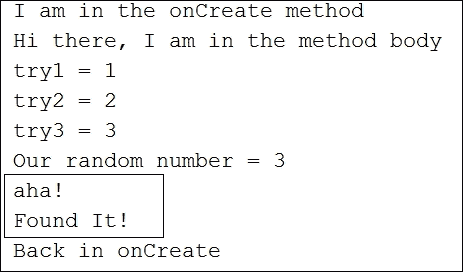 I am in the onCreate method
Hi there, I am in the method body
try1 = 1
try2 = 2
try3 = 3
Our random number = 3
aha!
Found It!
Back in onCreate